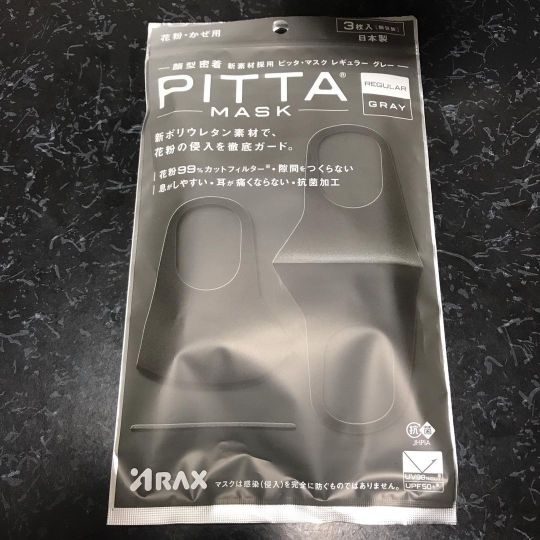 花粉・かぜ用
3枚入(個包装)
日本製
顔型密着 新素材採用 ピッタ・マスク レギュラー グレー
PITTA®
MASK
REGULAR
GRAY
新ポリウレタン素材で、
花粉の侵入を徹底ガード。
花粉99%カットフィルター※・隙間をつくらない
息がしやすい・耳が痛くならない・抗菌加工
抗菌
JHPIA
ARAX
マスクは感染(侵入)を完全に防ぐものではありません。
UPF50+